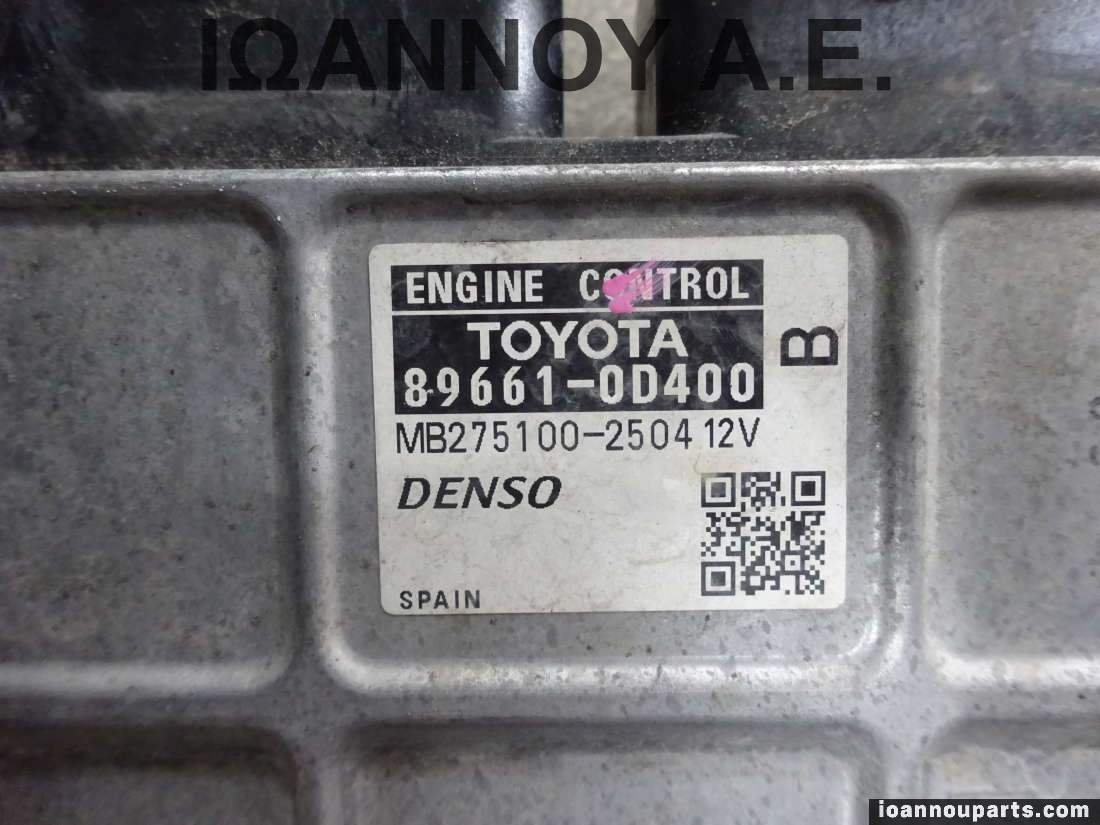 ΙΩΑΝΝΟΥ Α.Ε.
ENGINE CONTROL
TOYOTA
89661-0D400
B
MB275100-2504 12V
DENSO
SPAIN
ioannouparts.com